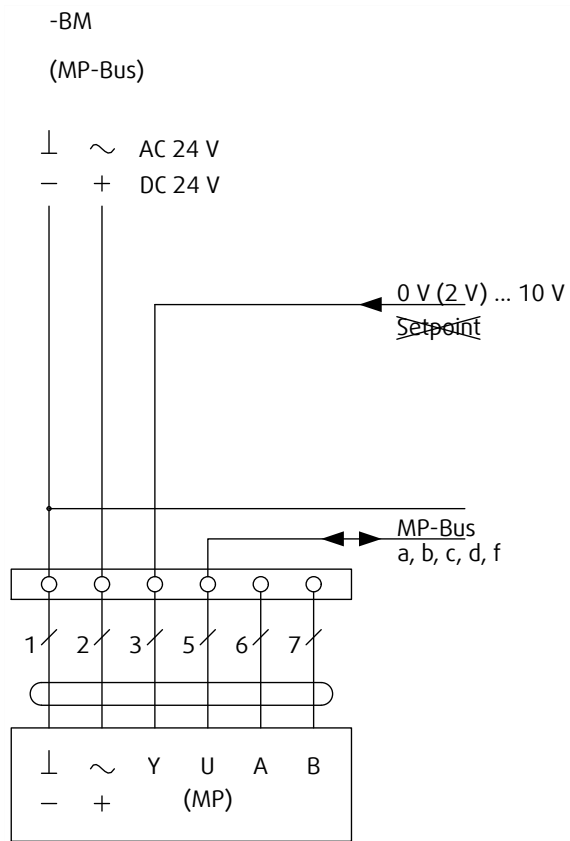 -BM
(MP-Bus)
⊥ ~ AC 24 V
− + DC 24 V
0 V (2 V) ... 10 V
Setpoint
MP-Bus
a, b, c, d, f
1 2 3 5 6 7
⊥ ~ Y U A B
− + (MP)